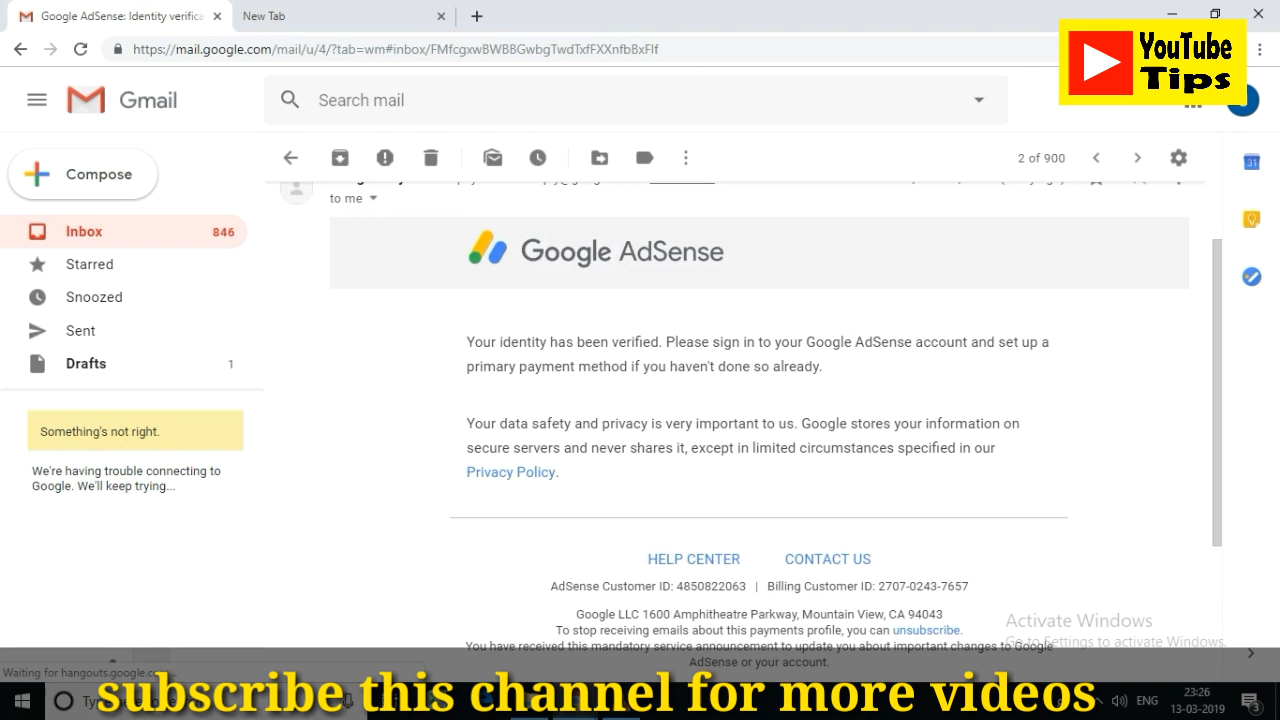 Google AdSense: Identity verifica
New Tab
https://mail.google.com/mail/u/4/?tab=wm#inbox/FMfcgxwBWBBGwbgTwdTxfFXXnfbBxFlf
YouTube
Tips
Gmail
Search mail
Compose
2 of 900
31
to me
Inbox 846
Starred
Snoozed
Sent
Drafts 1
Google AdSense
Your identity has been verified. Please sign in to your Google AdSense account and set up a
primary payment method if you haven't done so already.
Something's not right.
We're having trouble connecting to
Google. We'll keep trying...
Your data safety and privacy is very important to us. Google stores your information on
secure servers and never shares it, except in limited circumstances specified in our
Privacy Policy.
HELP CENTER CONTACT US
AdSense Customer ID: 4850822063 | Billing Customer ID: 2707-0243-7657
Google LLC 1600 Amphitheatre Parkway, Mountain View, CA 94043
To stop receiving emails about this payments profile, you can unsubscribe.
You have received this mandatory service announcement to update you about important changes to Google
AdSense or your account.
Activate Windows
Go to Settings to activate Windows.
Waiting for hangouts.google.com...
subscribe this channel for more videos
ENG
23:26
13-03-2019
3